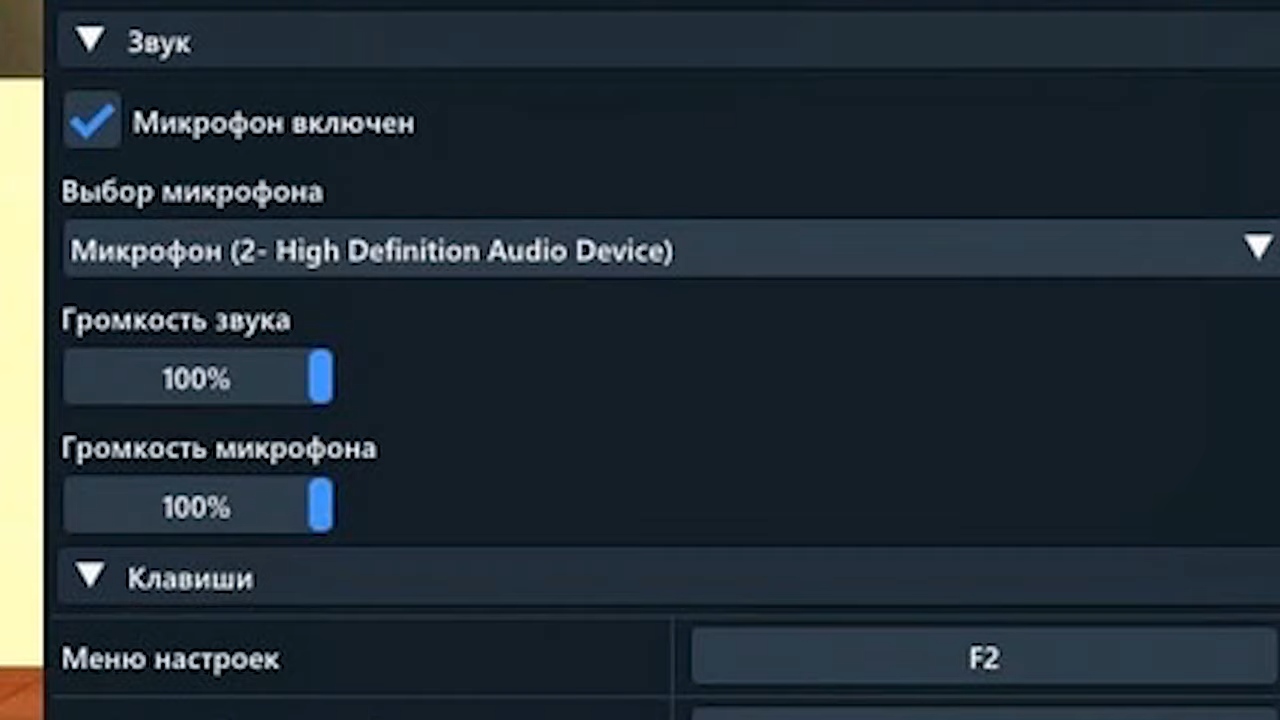 Звук
Микрофон включен
Выбор микрофона
Микрофон (2- High Definition Audio Device)
Громкость звука
100%
Громкость микрофона
100%
Клавиши
Меню настроек F2